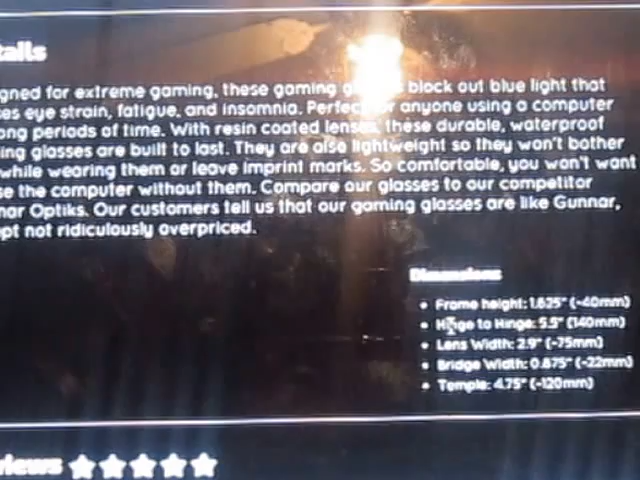 tails
gned for extreme gaming, these gaming block out blue light that
es eye strain, fatigue, and insomnia. Perfect for anyone using a computer
ong periods of time. With resin coated lenses, these durable, waterproof
ing glasses are built to last. They are also lightweight so they won't bother
while wearing them or leave imprint marks. So comfortable, you won't want
se the computer without them. Compare our glasses to our competitor
nar Optiks. Our customers tell us that our gaming glasses are like Gunnar,
pt not ridiculously overpriced.
Dimensions
• Frame height: 1.625" (~40mm)
• Hinge to Hinge: 5.5" (140mm)
• Lens Width: 2.9" (~75mm)
• Bridge Width: 0.875" (~22mm)
• Temple: 4.75" (~120mm)
views